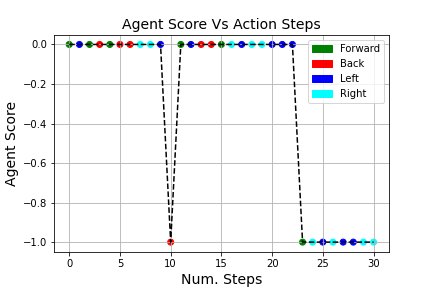 Agent Score Vs Action Steps
Agent Score
0.0
−0.2
−0.4
−0.6
−0.8
−1.0
Forward
Back
Left
Right
0 5 10 15 20 25 30
Num. Steps